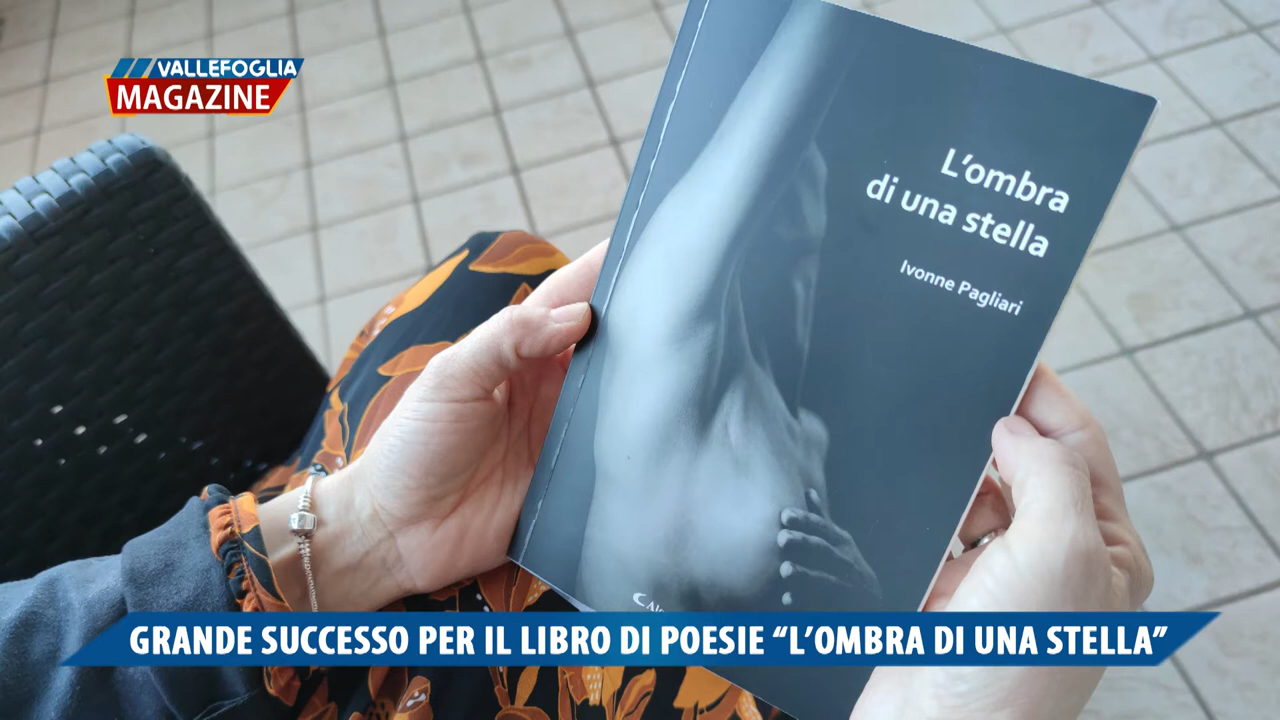 VALLEFOGLIA
MAGAZINE
L'ombra
di una stella
Ivonne Pagliari
GRANDE SUCCESSO PER IL LIBRO DI POESIE “L'OMBRA DI UNA STELLA”